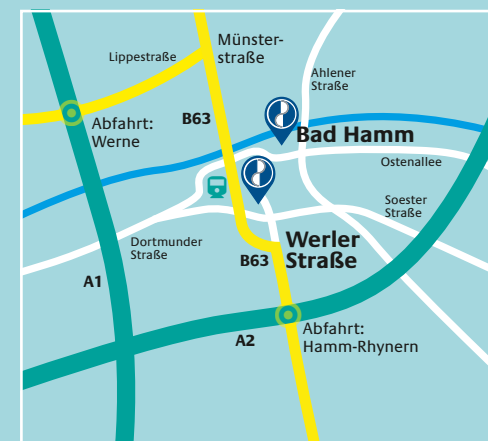 Münster-
straße
Lippestraße
Ahlener
Straße
B63
Abfahrt:
Werne
Bad Hamm
Ostenallee
Soester
Straße
Dortmunder
Straße
Werler
Straße
B63
A1
A2
Abfahrt:
Hamm-Rhynern